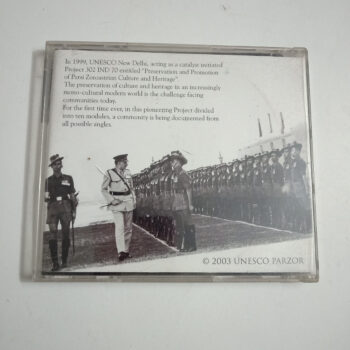 In 1999, UNESCO New Delhi, acting as a catalyst initiated
Project 302 IND 70 entitled "Preservation and Promotion
of Parsi Zoroastrian Culture and Heritage".
The preservation of culture and heritage in an increasingly
mono-cultural modern world is the challenge facing
communities today.
For the first time ever, in this pioneering Project divided
into ten modules, a community is being documented from
all possible angles.
© 2003 UNESCO PARZOR